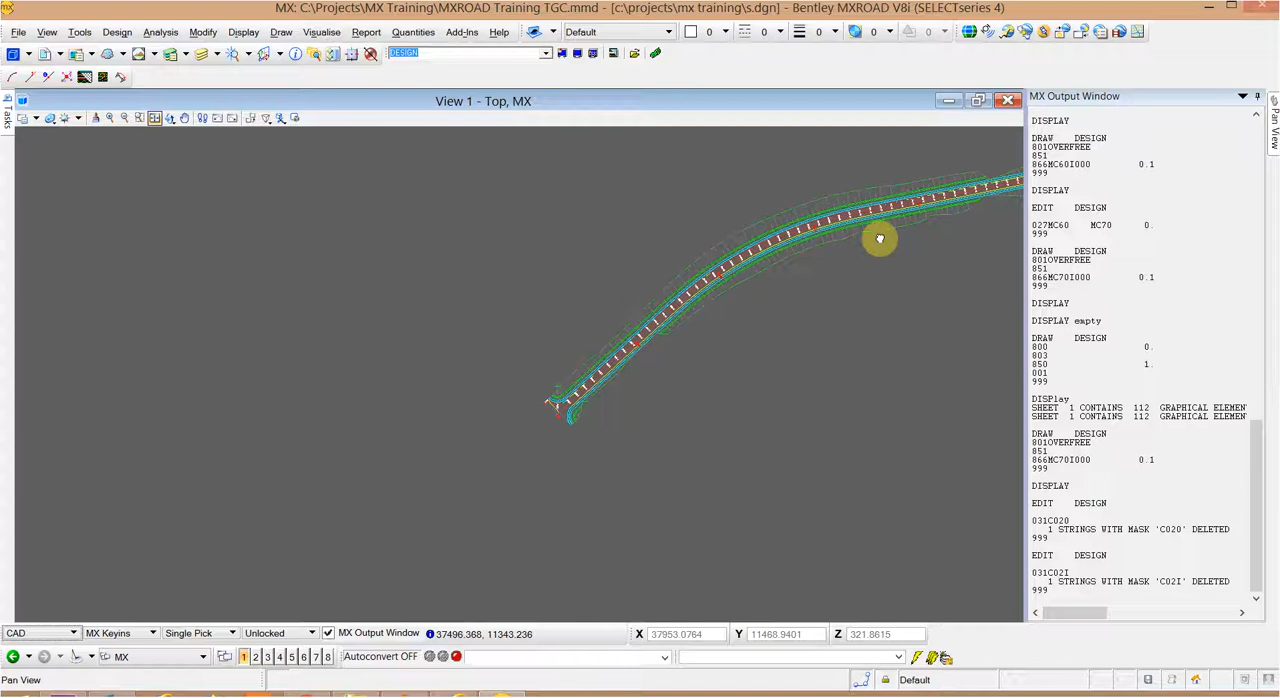 MX: C:\Projects\MX Training\MXROAD Training TGC.mmd - [c:\projects\mx training\s.dgn] - Bentley MXROAD V8i (SELECTseries 4)
File View Tools Design Analysis Modify Display/Draw Visualise Report Quantities Add-Ins Help Default 0 0 0 0 0
DESIGN
View 1 - Top, MX
MX Output Window
Tasks
Pan View
DISPLAY
DRAW DESIGN
801OVERFREE
851
866MC60I000 0.1
999
DISPLAY
EDIT DESIGN
027MC60 MC70 0.
999
DRAW DESIGN
801OVERFREE
851
866MC70I000 0.1
999
DISPLAY
DISPLAY empty
DRAW DESIGN
800 0.
803
850 1.
001
999
DISPlay
SHEET 1 CONTAINS 112 GRAPHICAL ELEMEN
SHEET 1 CONTAINS 112 GRAPHICAL ELEMEN
DRAW DESIGN
801OVERFREE
851
866MC70I000 0.1
999
DISPLAY
EDIT DESIGN
031C020
1 STRINGS WITH MASK 'C020' DELETED
999
EDIT DESIGN
031C02I
1 STRINGS WITH MASK 'C02I' DELETED
999
CAD MX Keyins Single Pick Unlocked MX Output Window 37496.368, 11343.236 X 37953.0764 Y 11468.9401 Z 321.8615
MX 1 2 3 4 5 6 7 8 Autoconvert OFF
Pan View Default